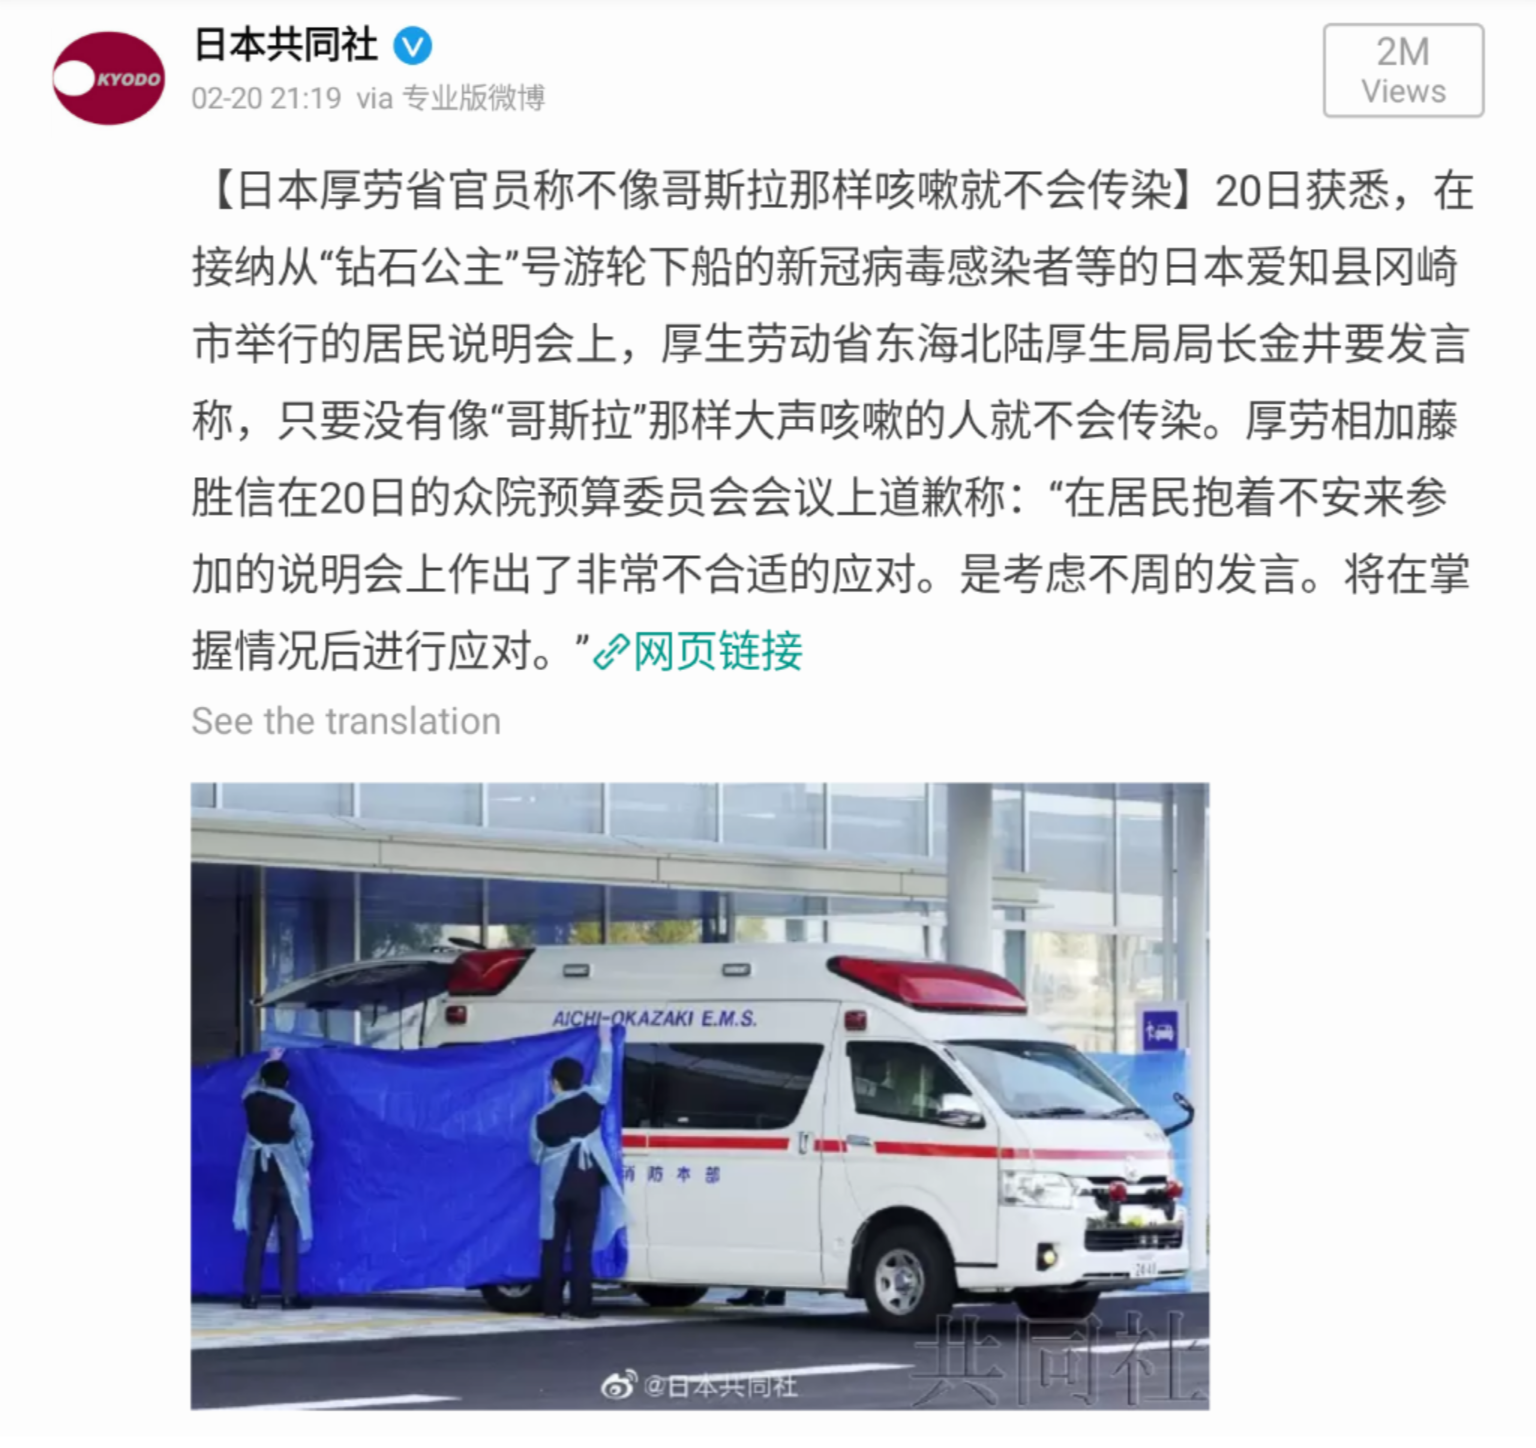 日本共同社
KYODO
02-20 21:19 via 专业版微博
2M
Views
【日本厚劳省官员称不像哥斯拉那样咳嗽就不会传染】20日获悉，在
接纳从“钻石公主”号游轮下船的新冠病毒感染者等的日本爱知县冈崎
市举行的居民说明会上，厚生劳动省东海北陆厚生局局长金井要发言
称，只要没有像“哥斯拉”那样大声咳嗽的人就不会传染。厚劳相加藤
胜信在20日的众院预算委员会会议上道歉称：“在居民抱着不安来参
加的说明会上作出了非常不合适的应对。是考虑不周的发言。将在掌
握情况后进行应对。”网页链接
See the translation
AICHI-OKAZAKI E.M.S.
消防本部
共同社
@日本共同社